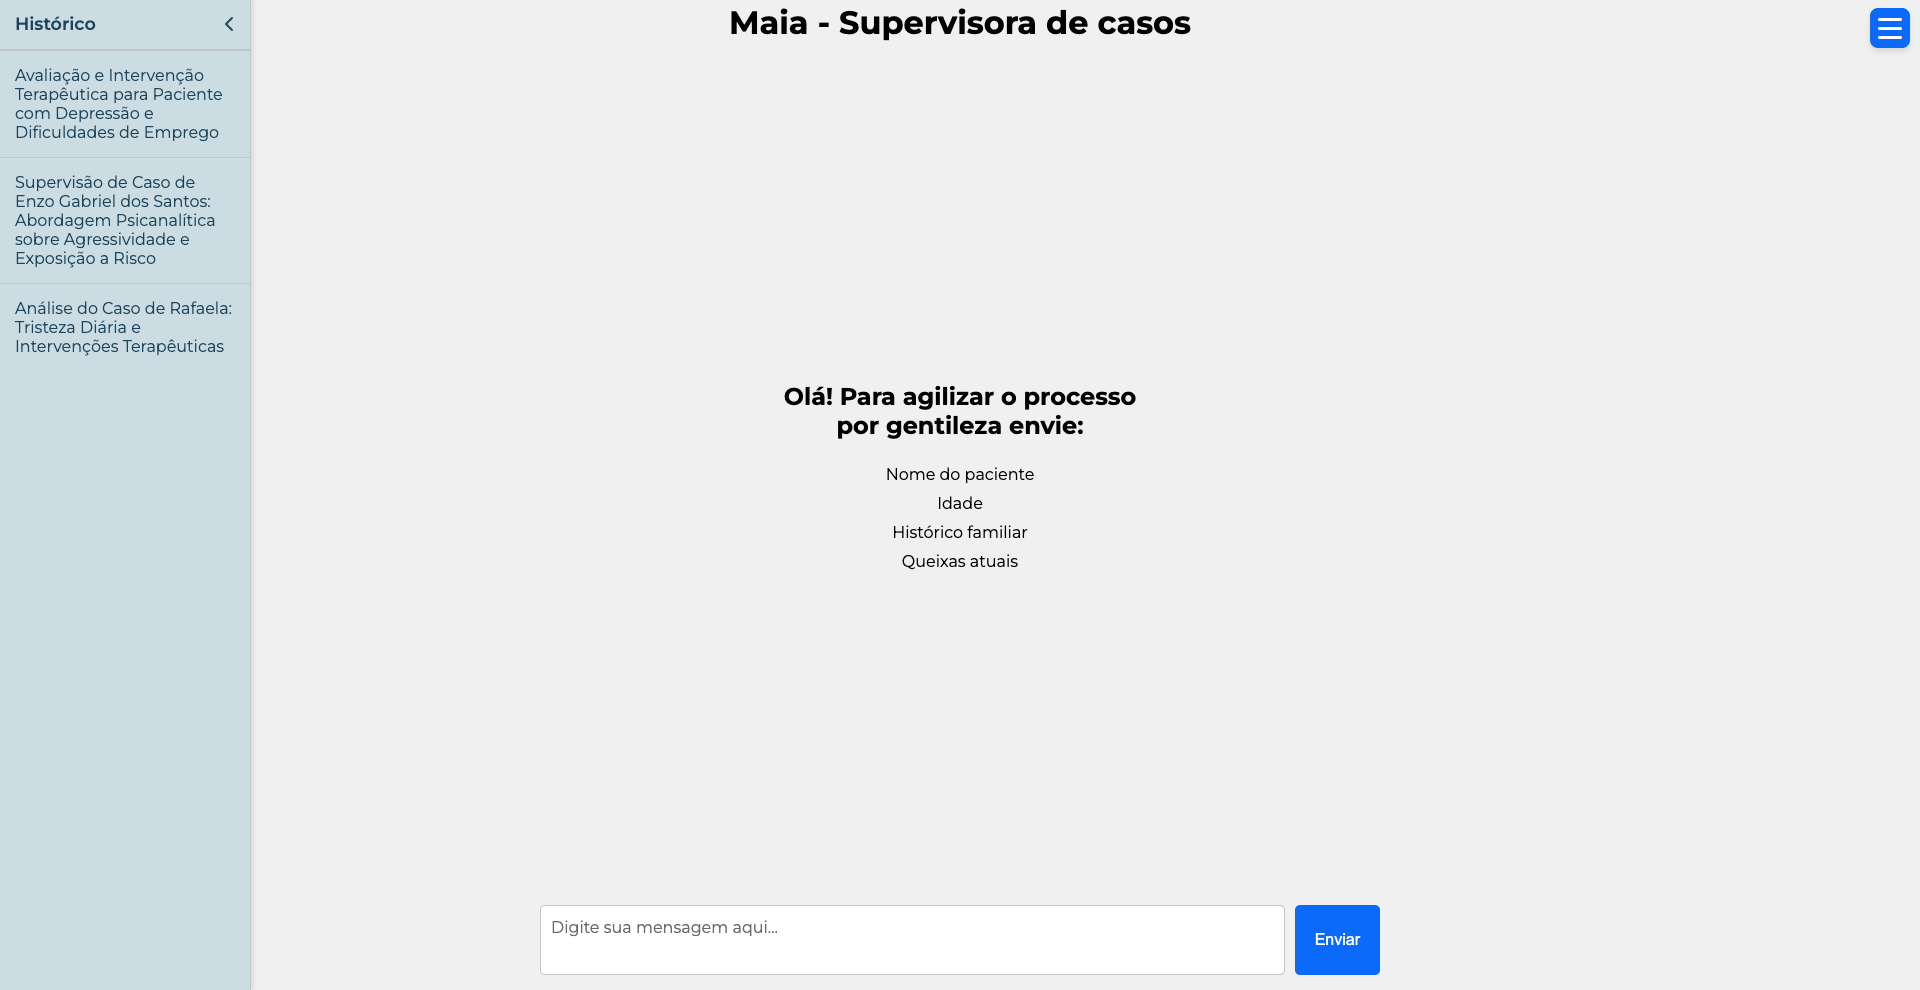 Histórico
Avaliação e Intervenção
Terapêutica para Paciente
com Depressão e
Dificuldades de Emprego
Supervisão de Caso de
Enzo Gabriel dos Santos:
Abordagem Psicanalítica
sobre Agressividade e
Exposição a Risco
Análise do Caso de Rafaela:
Tristeza Diária e
Intervenções Terapêuticas
Maia - Supervisora de casos
Olá! Para agilizar o processo
por gentileza envie:
Nome do paciente
Idade
Histórico familiar
Queixas atuais
Digite sua mensagem aqui...
Enviar